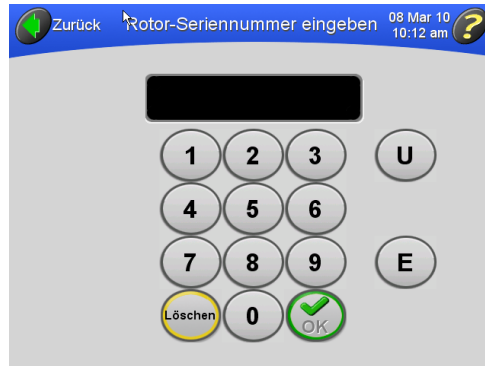 Zurück
Rotor-Seriennummer eingeben
08 Mar 10
10:12 am
?
1 2 3 U
4 5 6
7 8 9 E
Löschen 0 OK